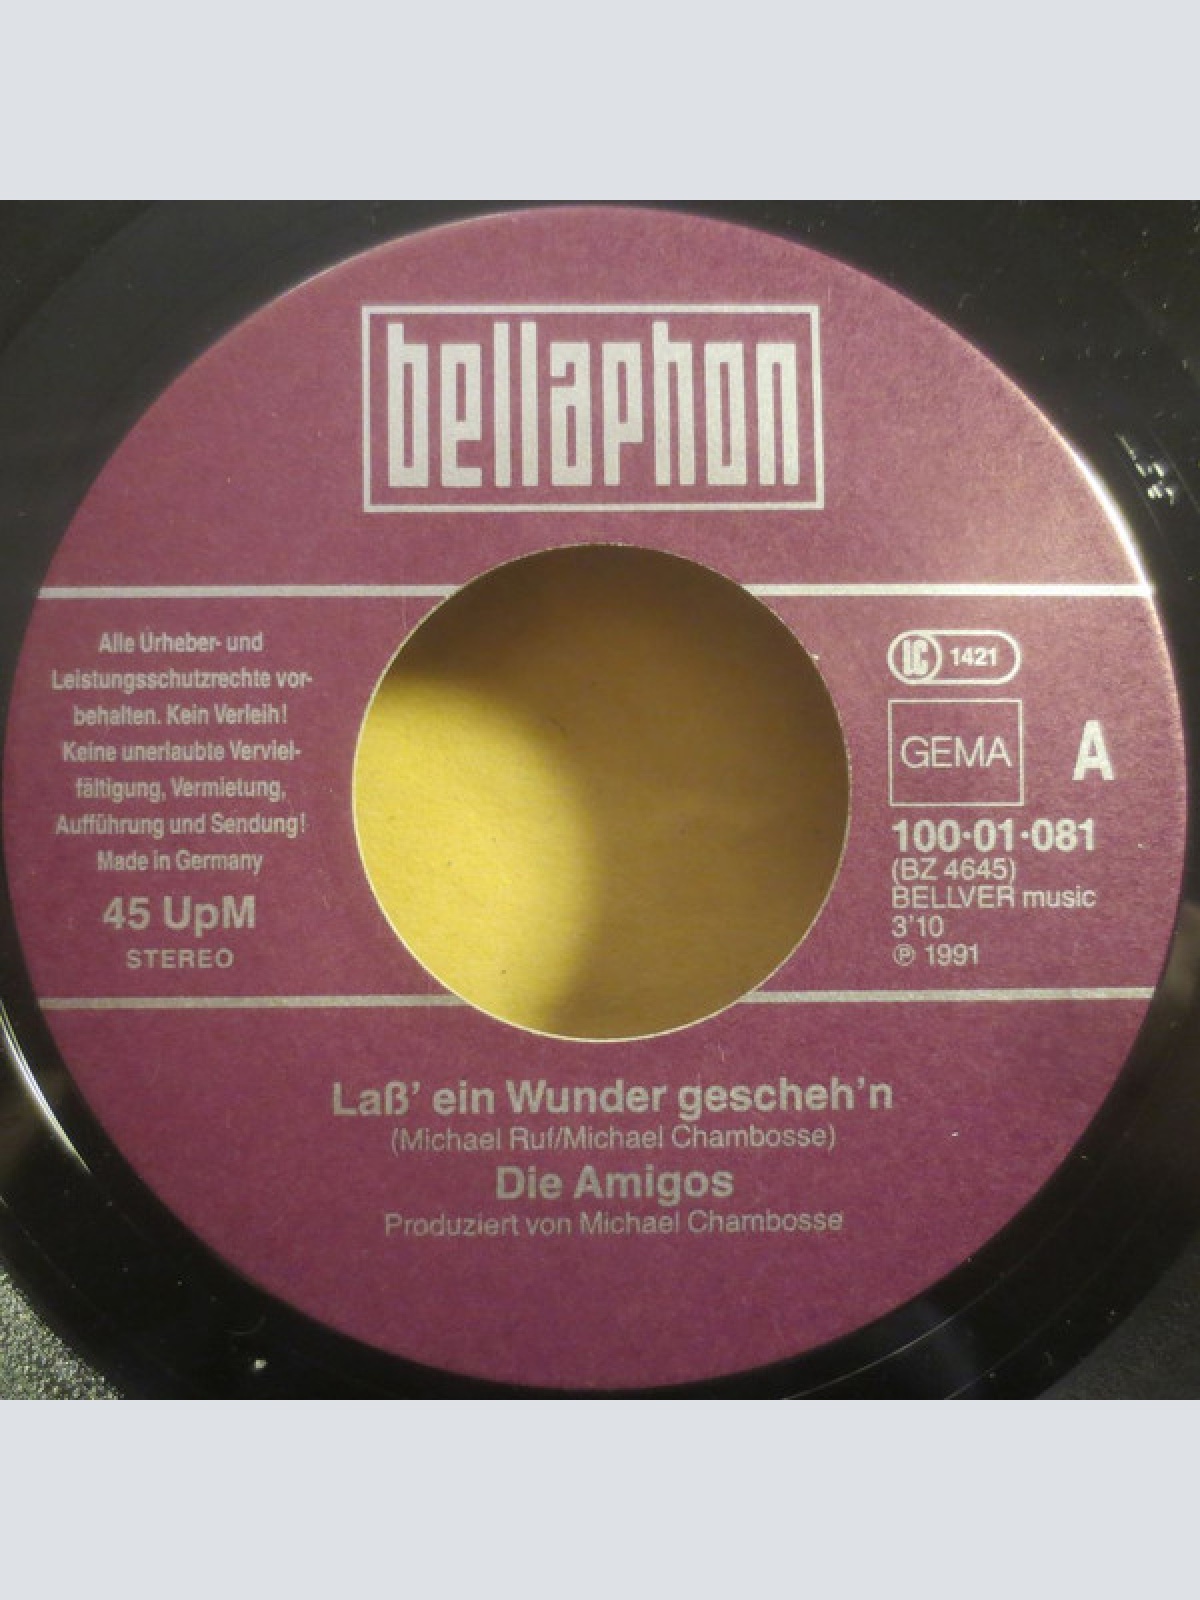 bellaphon
Alle Urheber- und
Leistungsschutzrechte vor-
behalten. Kein Verleih!
Keine unerlaubte Verviel-
fältigung, Vermietung,
Aufführung und Sendung!
Made in Germany
45 UpM
STEREO
LC 1421
GEMA
A
100·01·081
(BZ 4645)
BELLVER music
3'10
℗ 1991
Laß' ein Wunder gescheh'n
(Michael Ruf/Michael Chambosse)
Die Amigos
Produziert von Michael Chambosse